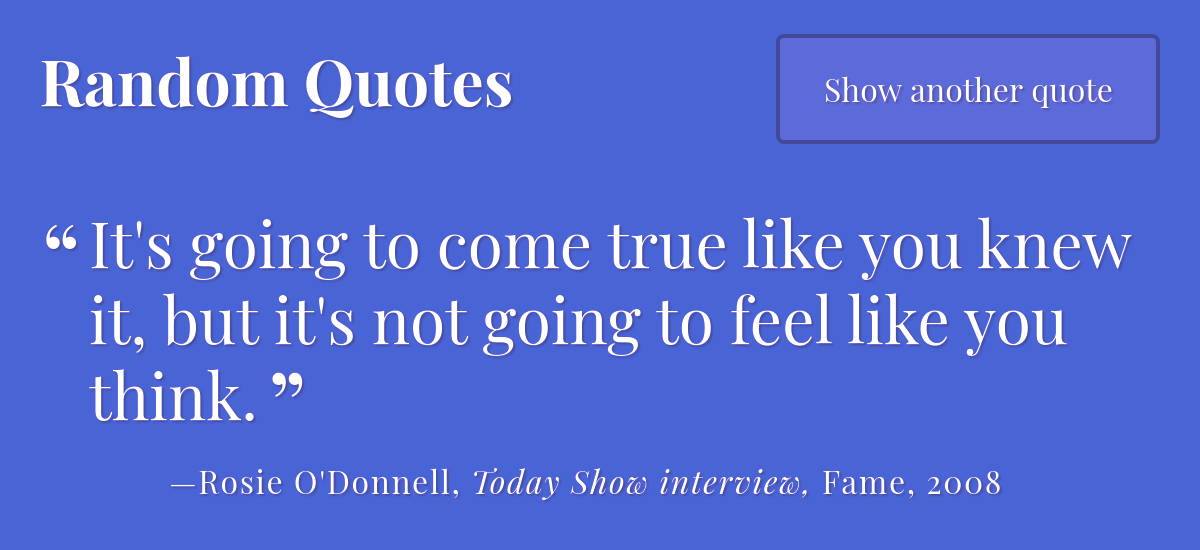 Random Quotes
Show another quote
“It's going to come true like you knew
it, but it's not going to feel like you
think.”
—Rosie O'Donnell, Today Show interview, Fame, 2008